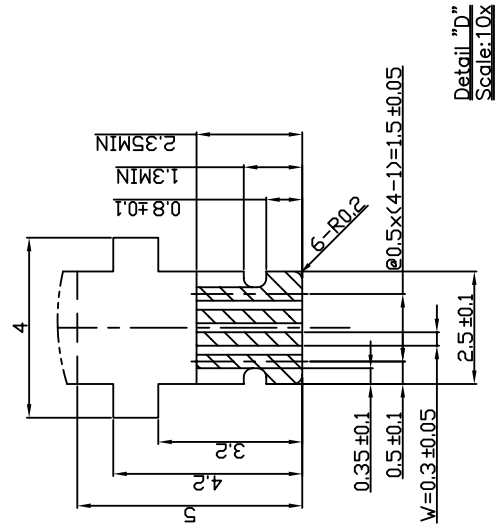 Detail "D"
Scale:10x
4
2.35MIN
1.3MIN
0.8±0.1
6-R0.2
@0.5x(4-1)=1.5±0.05
2.5±0.1
0.35±0.1
0.5±0.1
W=0.3±0.05
3.2
4.2
5